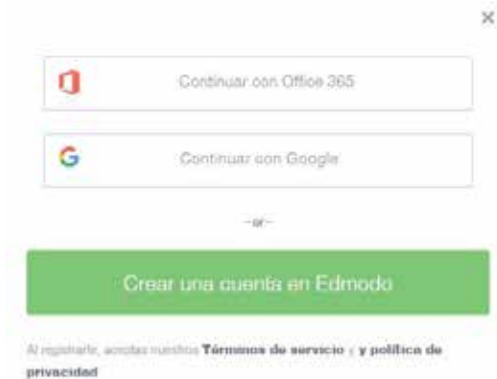 ×
Continuar con Office 365
Continuar con Google
-or-
Crear una cuenta en Edmodo
Al registrarte, aceptas nuestros Términos de servicio y y política de
privacidad